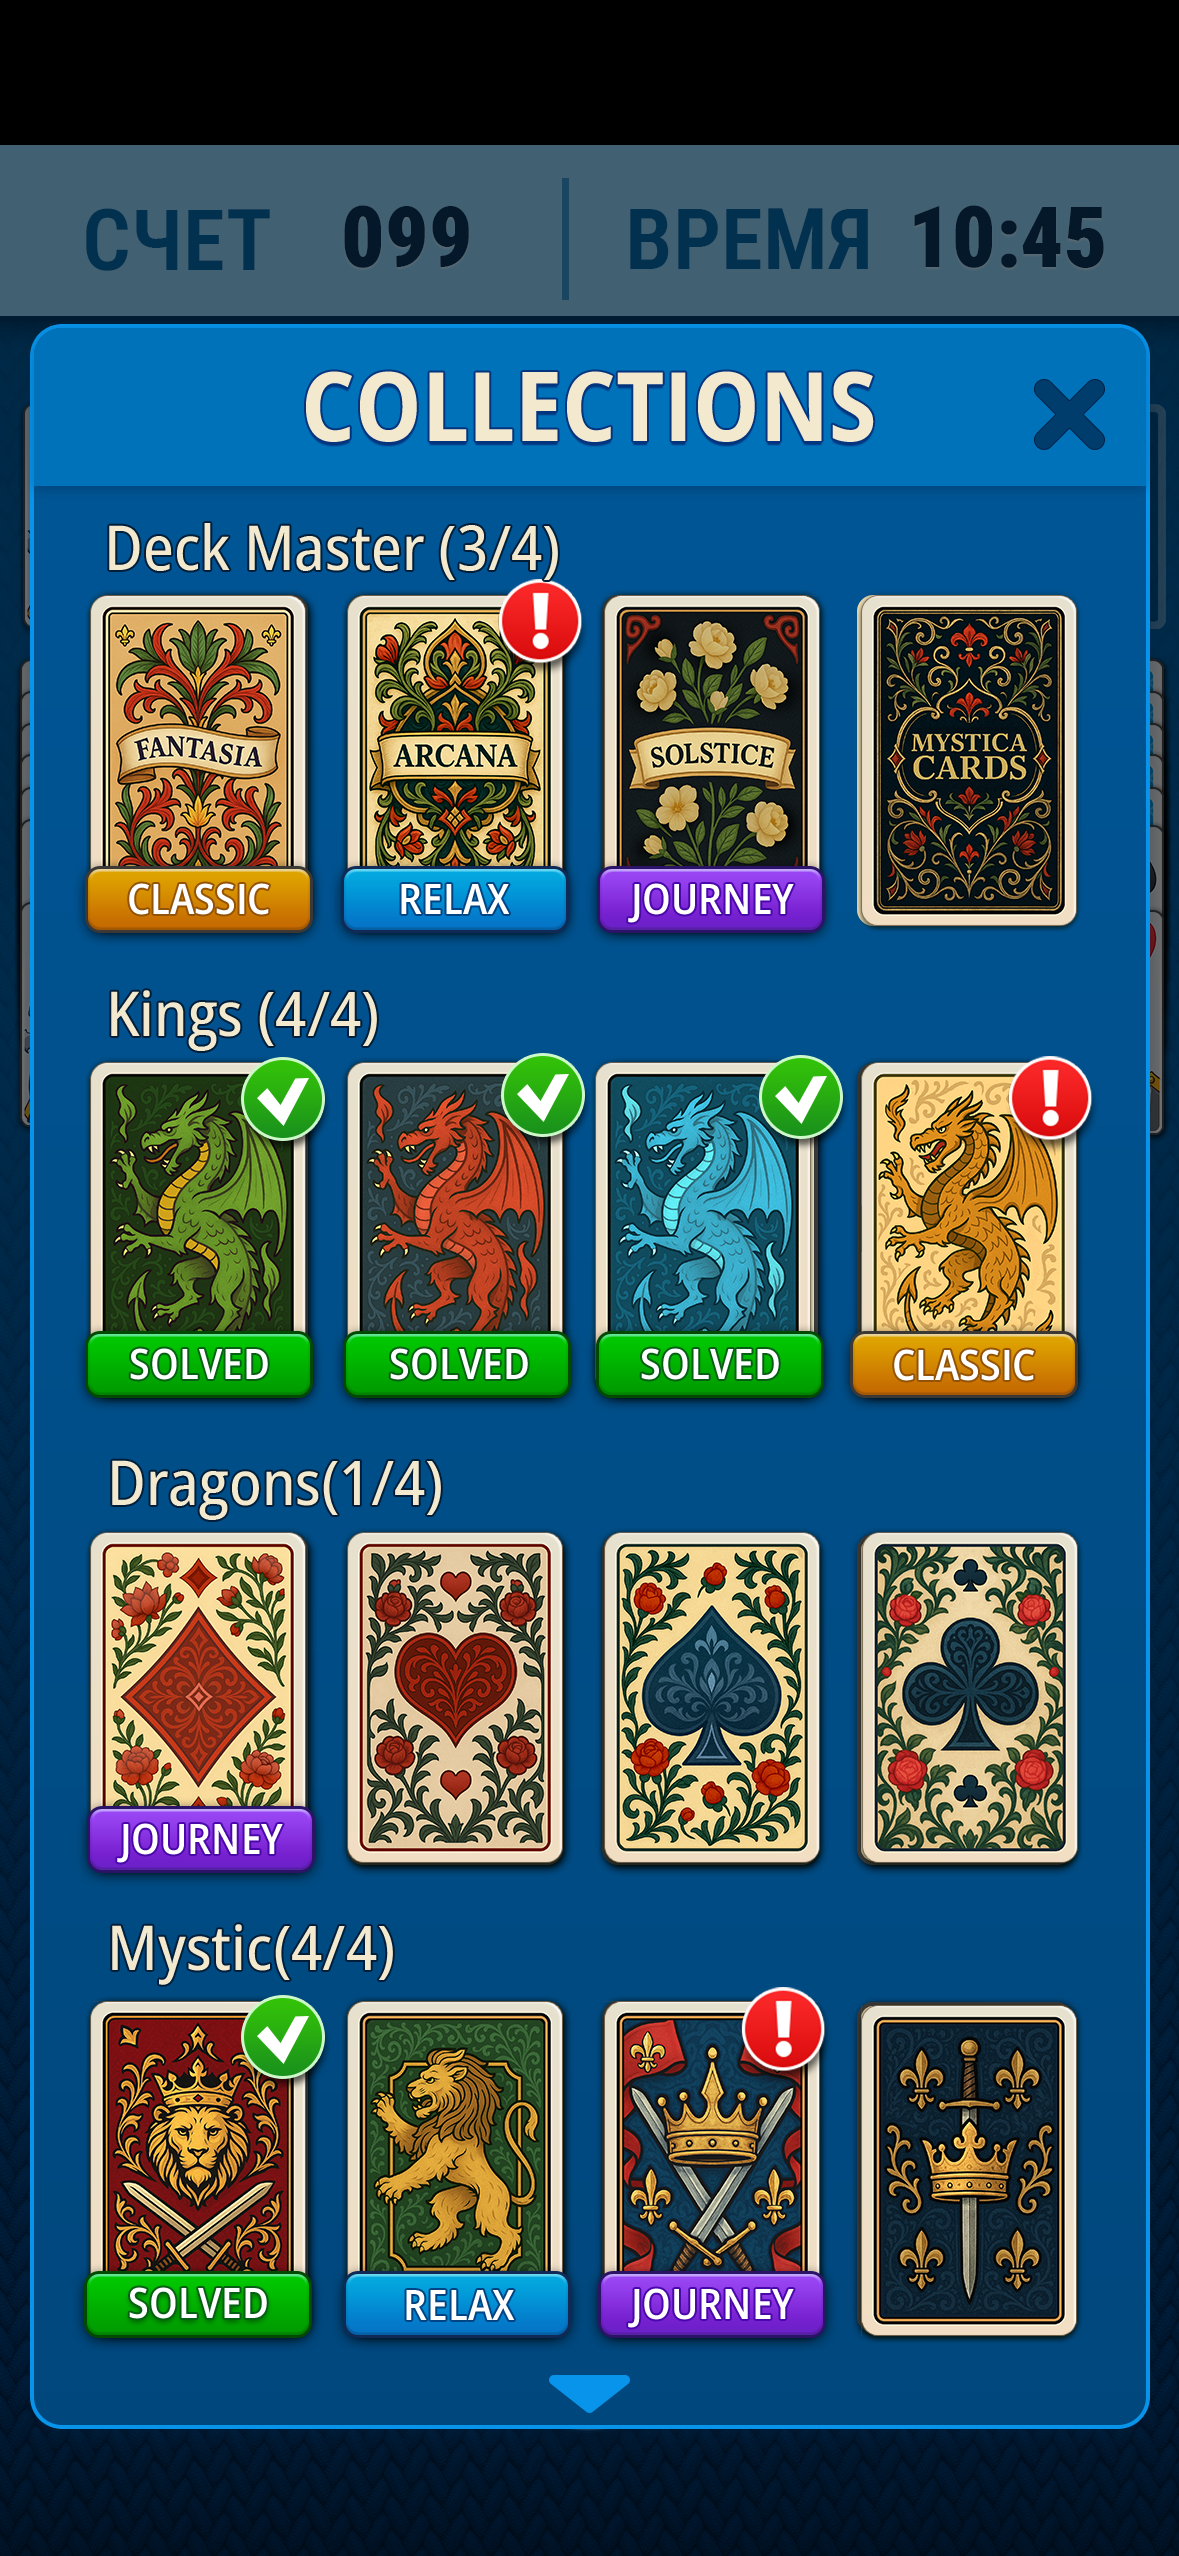 СЧЕТ 099 ВРЕМЯ 10:45
COLLECTIONS
Deck Master (3/4)
FANTASIA
ARCANA
SOLSTICE
MYSTICA
CARDS
CLASSIC
RELAX
JOURNEY
Kings (4/4)
SOLVED
SOLVED
SOLVED
CLASSIC
Dragons(1/4)
JOURNEY
Mystic(4/4)
SOLVED
RELAX
JOURNEY